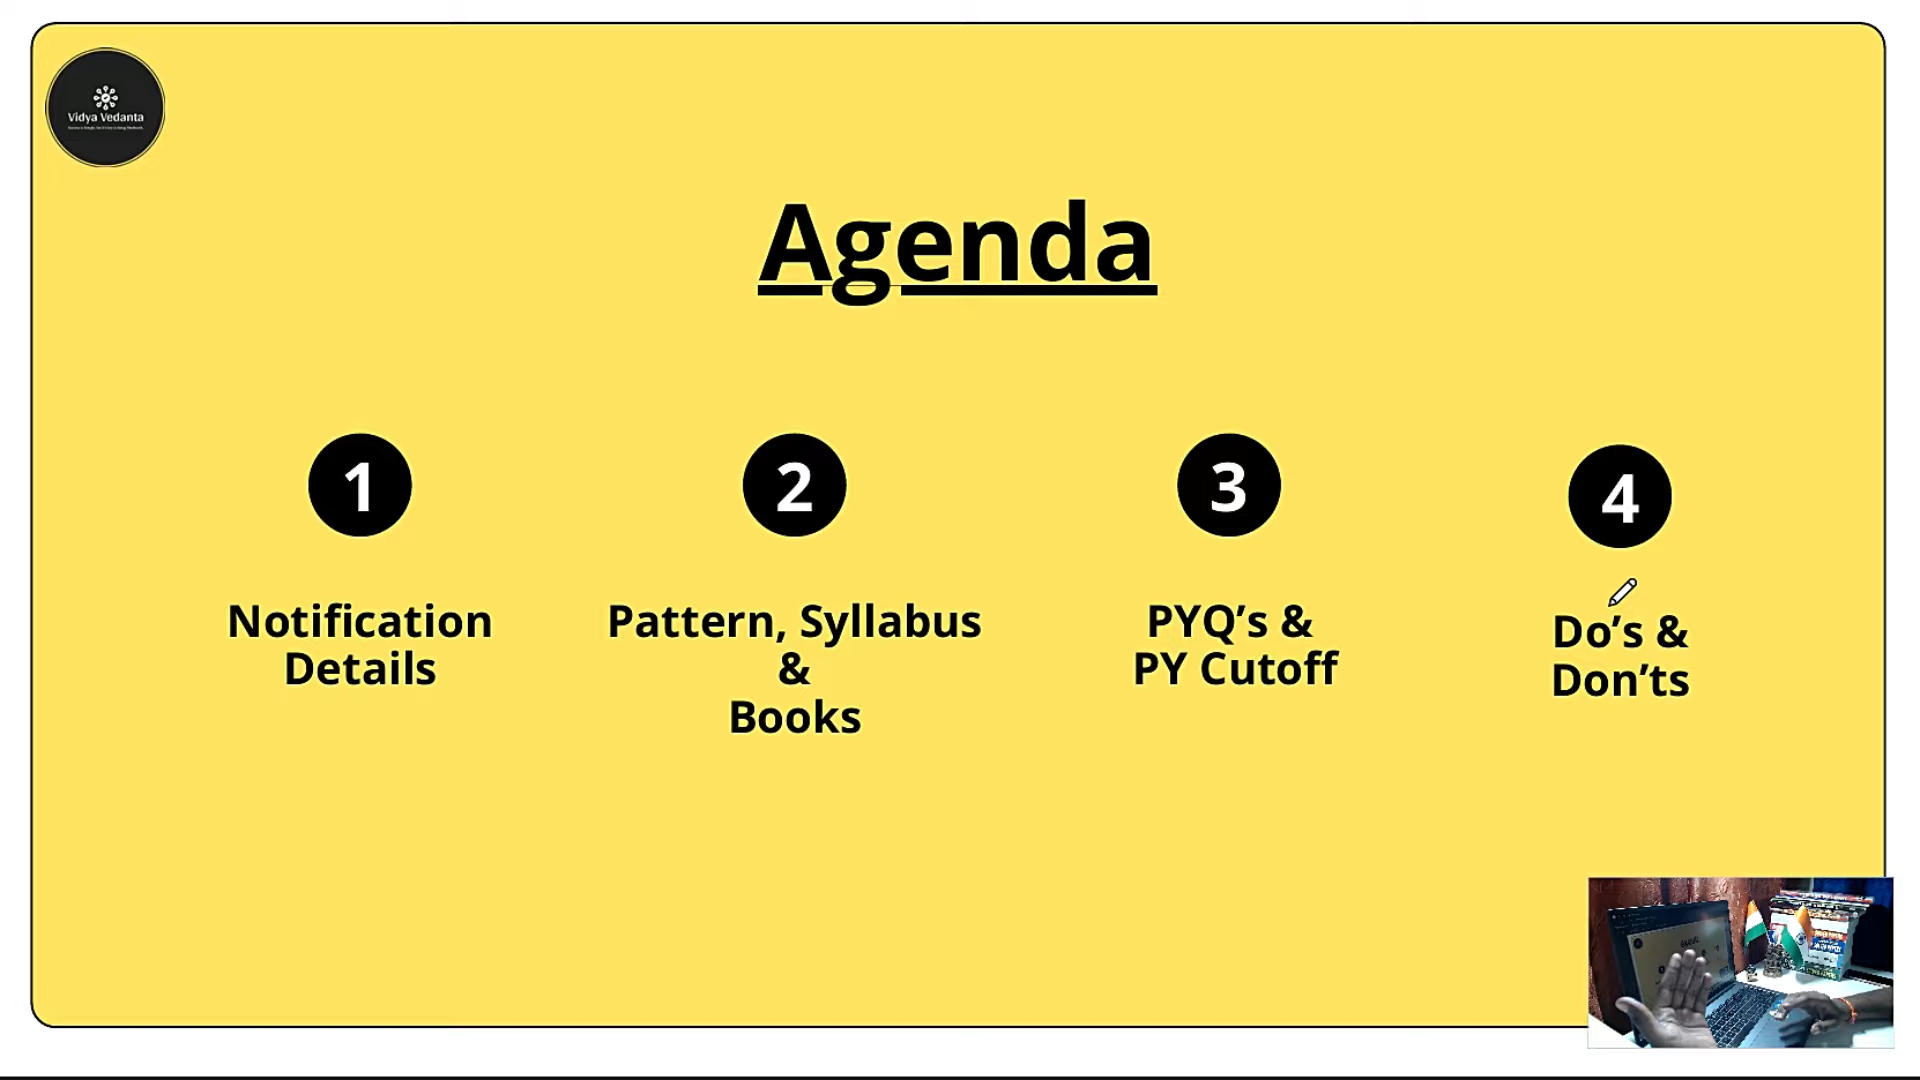 Vidya Vedanta
Agenda
1
Notification
Details
2
Pattern, Syllabus
&
Books
3
PYQ’s &
PY Cutoff
4
Do’s &
Don’ts